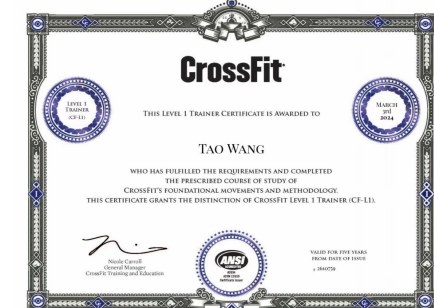 CrossFit
LEVEL 1
TRAINER
(CF-L1)
MARCH
3rd
2024
THIS LEVEL 1 TRAINER CERTIFICATE IS AWARDED TO
TAO WANG
WHO HAS FULFILLED THE REQUIREMENTS AND COMPLETED
THE PRESCRIBED COURSE OF STUDY OF
CROSSFIT'S FOUNDATIONAL MOVEMENTS AND METHODOLOGY.
THIS CERTIFICATE GRANTS THE DISTINCTION OF CROSSFIT LEVEL 1 TRAINER (CF-L1).
Nicole Carroll
General Manager
CrossFit Training and Education
ANSI
VALID FOR FIVE YEARS
FROM DATE OF ISSUE